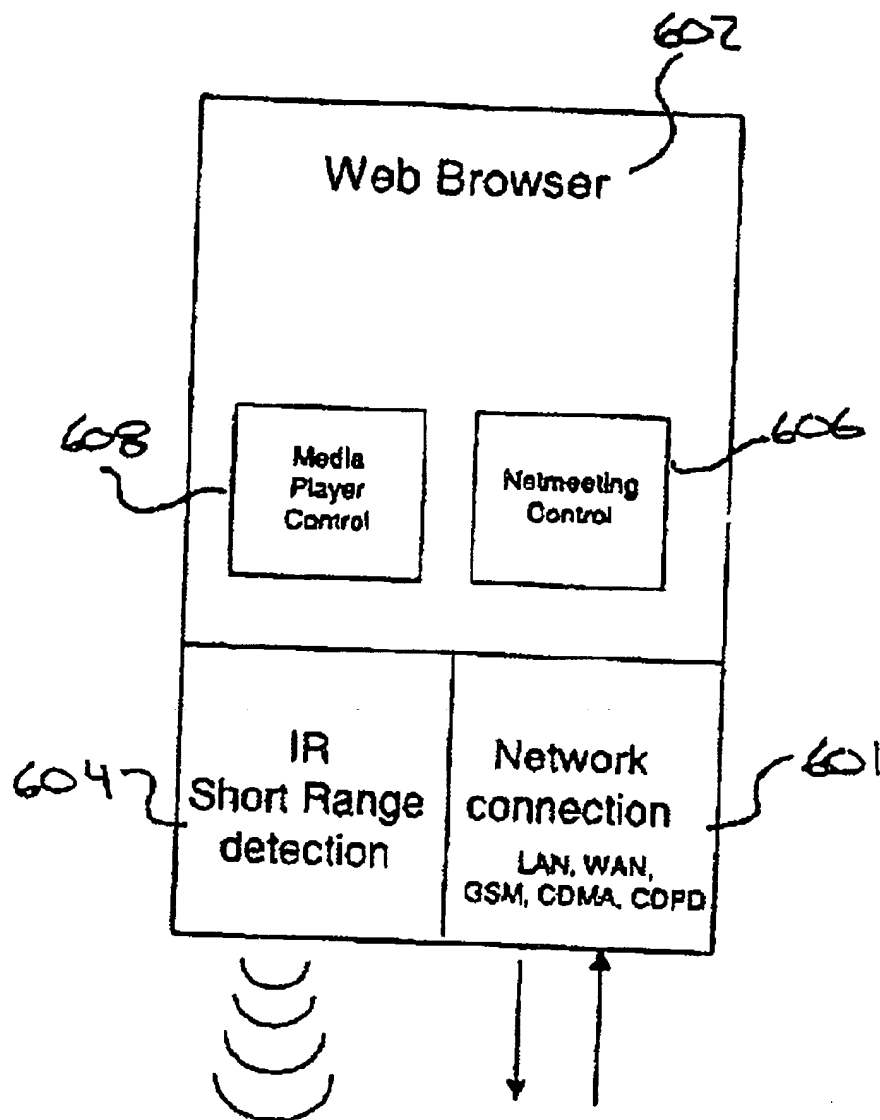 602
Web Browser
608
Media
Player
Control
606
Netmeeting
Control
604
IR
Short Range
detection
601
Network
connection
LAN, WAN,
GSM, CDMA, CDPD